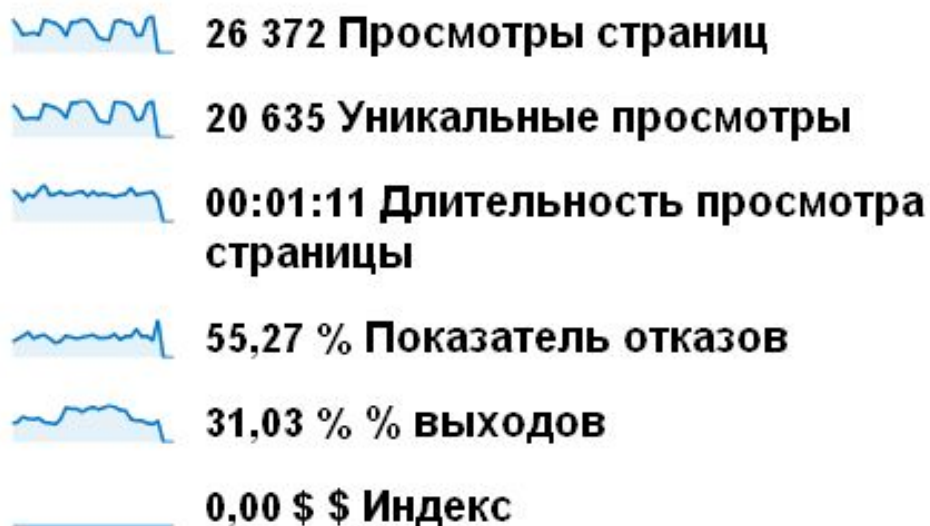 26 372 Просмотры страниц
20 635 Уникальные просмотры
00:01:11 Длительность просмотра
страницы
55,27 % Показатель отказов
31,03 % % выходов
0,00 $ $ Индекс